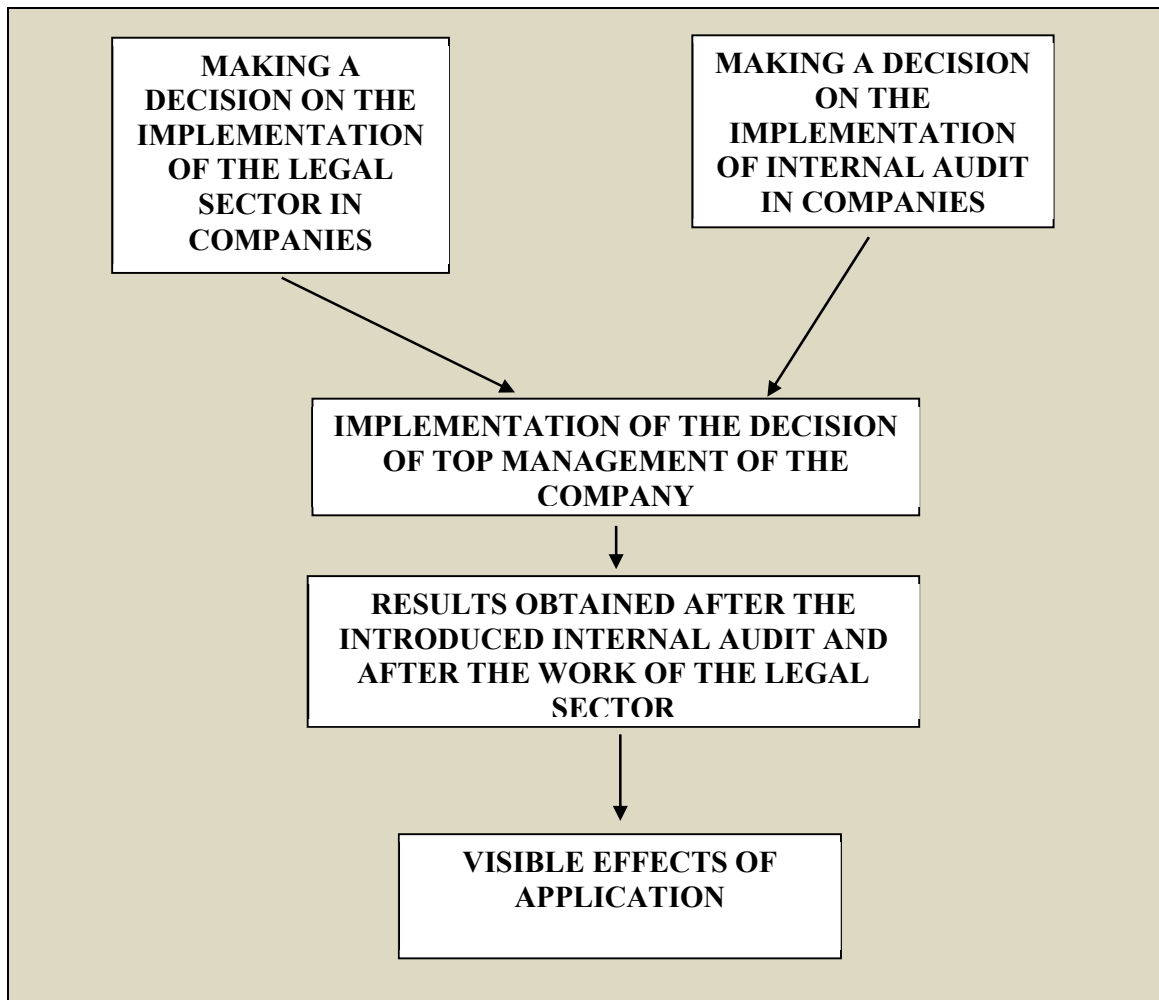 MAKING A
DECISION ON THE
IMPLEMENTATION
OF THE LEGAL
SECTOR IN
COMPANIES
MAKING A DECISION
ON THE
IMPLEMENTATION
OF INTERNAL AUDIT
IN COMPANIES
IMPLEMENTATION OF THE DECISION
OF TOP MANAGEMENT OF THE
COMPANY
RESULTS OBTAINED AFTER THE
INTRODUCED INTERNAL AUDIT AND
AFTER THE WORK OF THE LEGAL
SECTOR
VISIBLE EFFECTS OF
APPLICATION